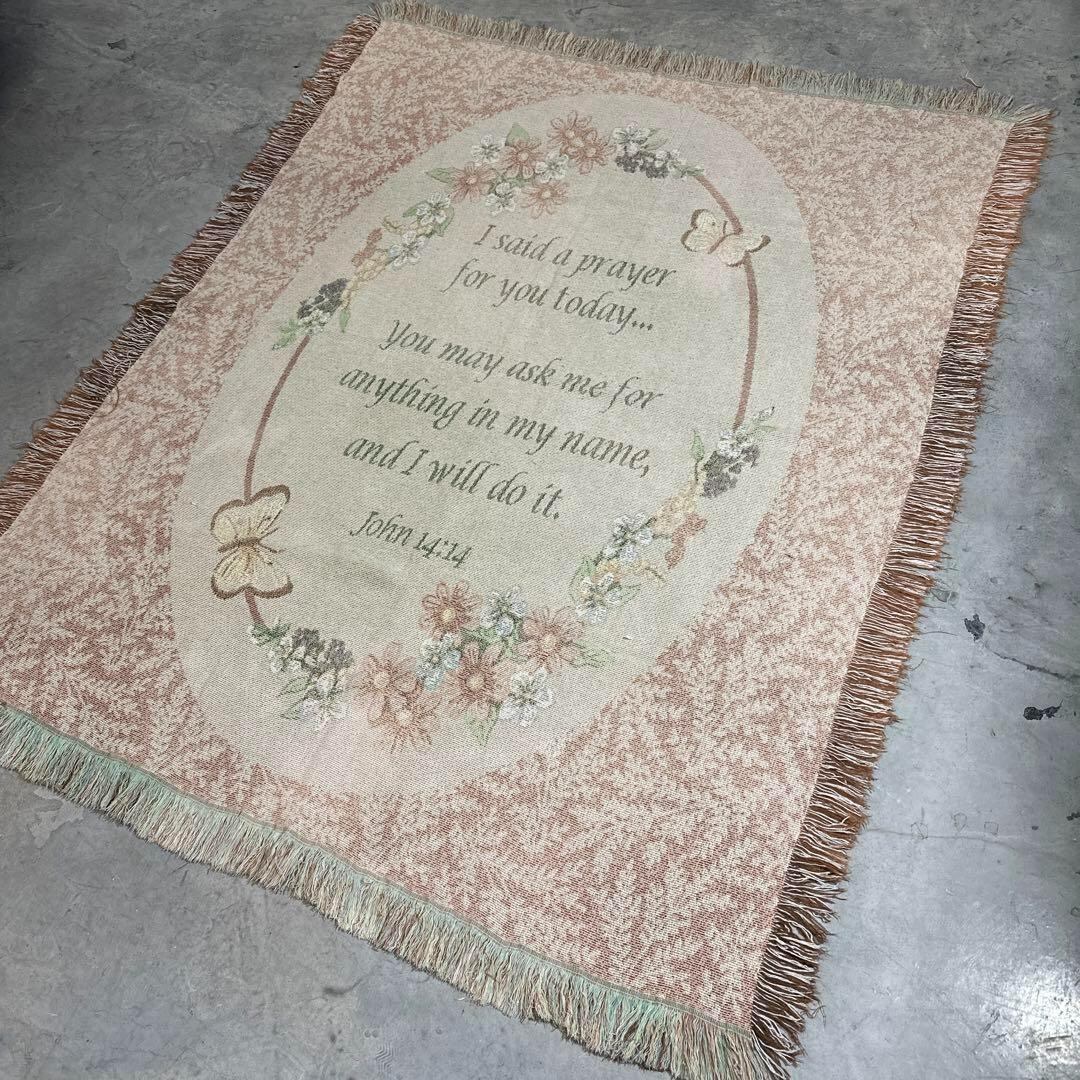 I said a prayer
for you today...
You may ask me for
anything in my name,
and I will do it.
John 14:14